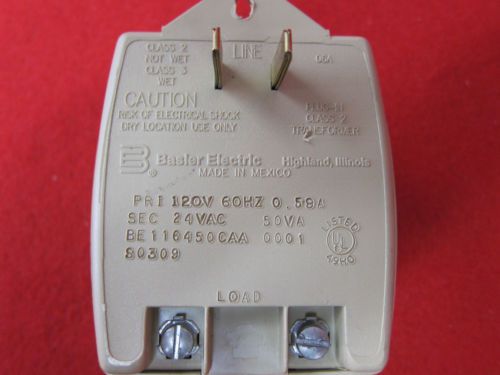 CLASS 2
NOT WET
CLASS 3
WET
LINE
CAUTION
RISK OF ELECTRICAL SHOCK
DRY LOCATION USE ONLY
PLUG-IN
CLASS 2
TRANSFORMER
B ® Basler Electric Highland, Illinois
MADE IN MEXICO
PRI 120V 60HZ 0.58A
SEC 24VAC 50VA
BE116450CAA 0001
S0309
LISTED
UL
LOAD